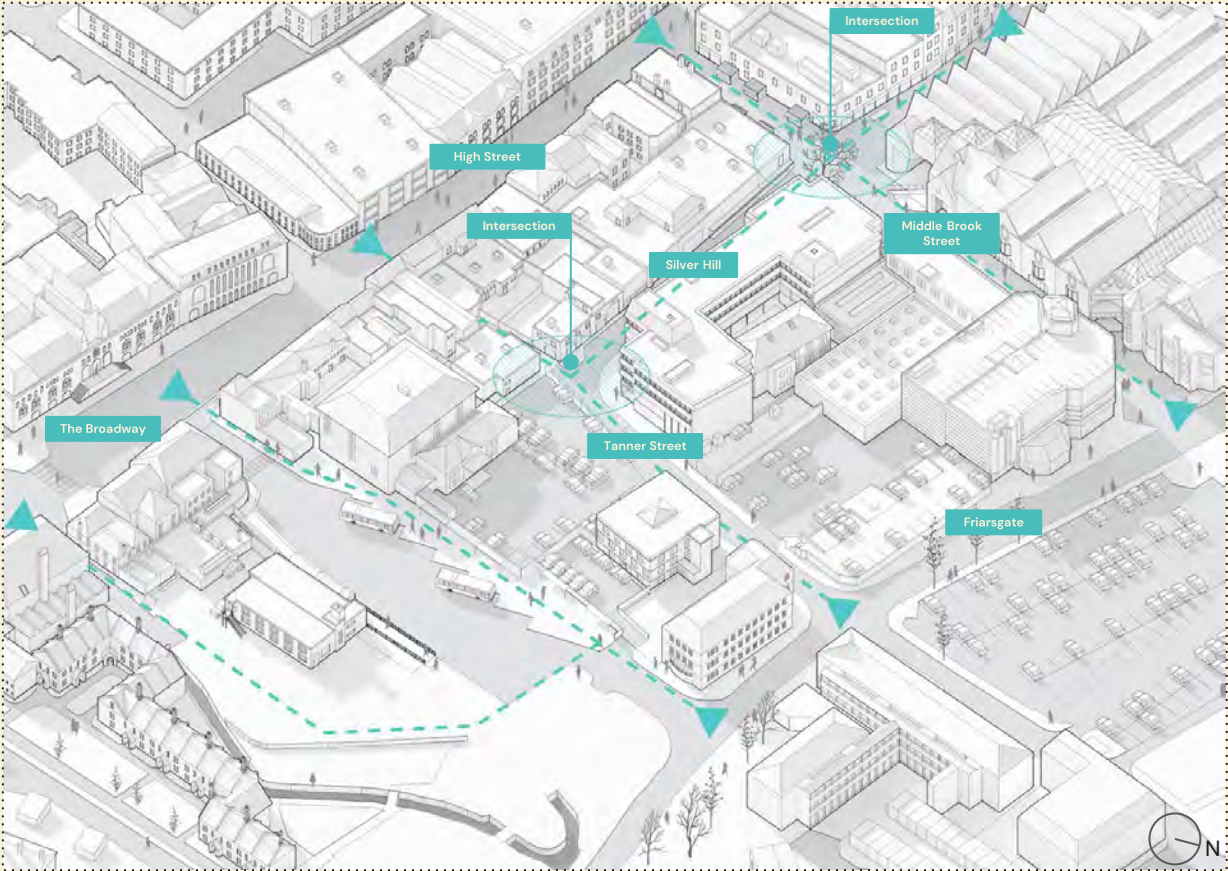 Intersection
High Street
Intersection
Middle Brook
Street
Silver Hill
The Broadway
Tanner Street
Friarsgate
N